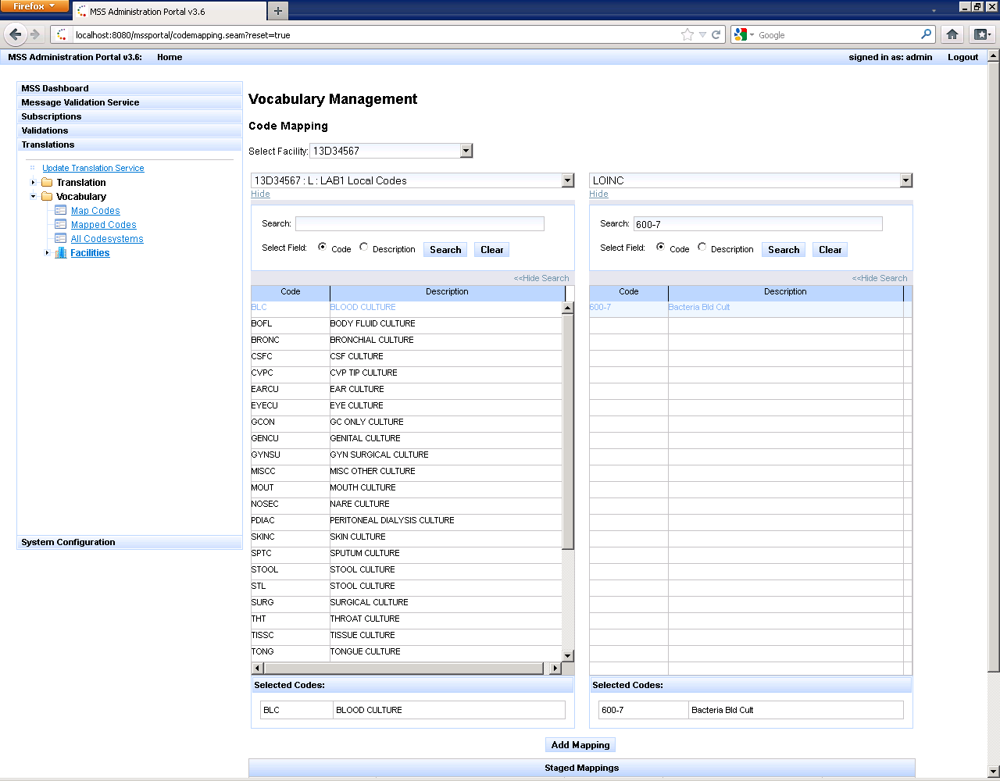 Firefox
MSS Administration Portal v3.6
localhost:8080/mssportal/codemapping.seam?reset=true
Google
MSS Administration Portal v3.6: Home signed in as: admin Logout
MSS Dashboard
Message Validation Service
Subscriptions
Validations
Translations
Update Translation Service
Translation
Vocabulary
Map Codes
Mapped Codes
All Codesystems
Facilities
System Configuration
Vocabulary Management
Code Mapping
Select Facility: 13D34567
13D34567 : L : LAB1 Local Codes
Hide
Search:
Select Field: Code Description Search Clear
<<Hide Search
Code Description
BLC BLOOD CULTURE
BOFL BODY FLUID CULTURE
BRONC BRONCHIAL CULTURE
CSFC CSF CULTURE
CVPC CVP TIP CULTURE
EARCU EAR CULTURE
EYECU EYE CULTURE
GCON GC ONLY CULTURE
GENCU GENITAL CULTURE
GYNSU GYN SURGICAL CULTURE
MISCC MISC OTHER CULTURE
MOUT MOUTH CULTURE
NOSEC NARE CULTURE
PDIAC PERITONEAL DIALYSIS CULTURE
SKINC SKIN CULTURE
SPTC SPUTUM CULTURE
STOOL STOOL CULTURE
STL STOOL CULTURE
SURG SURGICAL CULTURE
THT THROAT CULTURE
TISSC TISSUE CULTURE
TONG TONGUE CULTURE
Selected Codes:
BLC BLOOD CULTURE
LOINC
Hide
Search: 600-7
Select Field: Code Description Search Clear
<<Hide Search
Code Description
600-7 Bacteria Bld Cult
Selected Codes:
600-7 Bacteria Bld Cult
Add Mapping
Staged Mappings